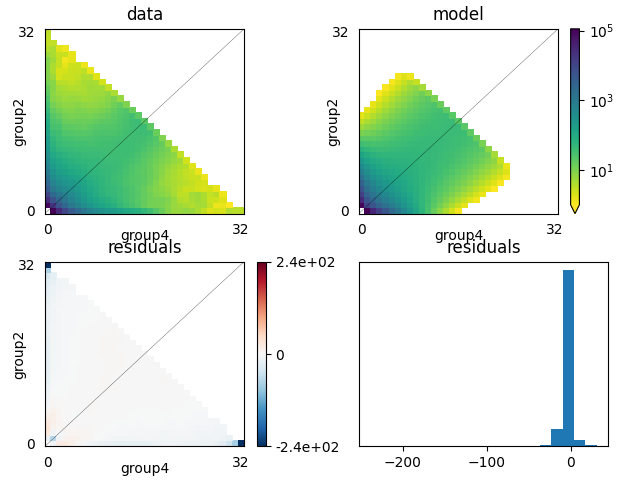 data
model
32
group2
0
0
group4
32
32
group2
0
0
group4
32
10^5
10^3
10^1
residuals
residuals
32
group2
0
0
group4
32
2.4e+02
0
-2.4e+02
−200
−100
0